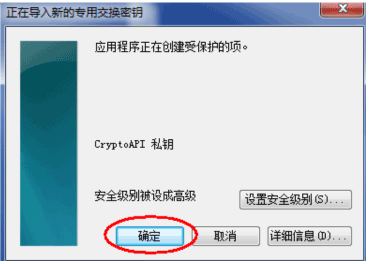 正在导入新的专用交换密钥
应用程序正在创建受保护的项。
CryptoAPI 私钥
安全级别被设成高级
设置安全级别(S)...
确定
取消
详细信息(D)...